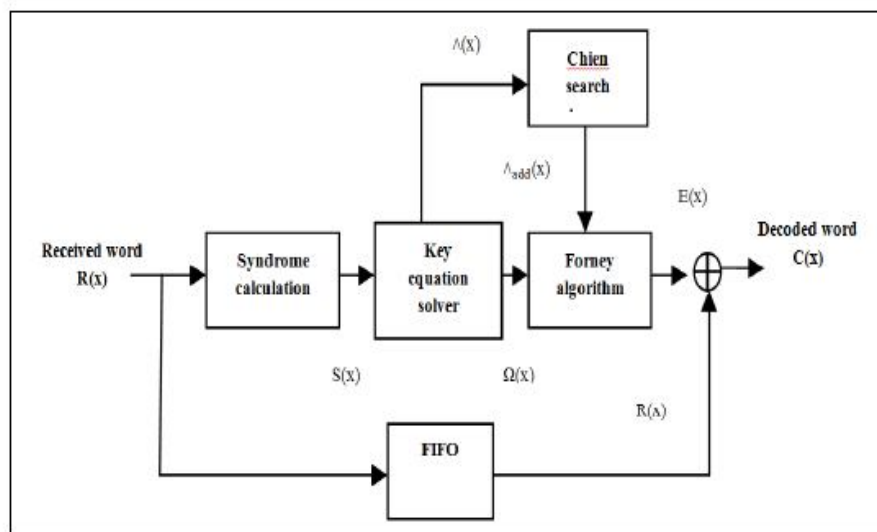 Λ(x)
Chien
search
.
Λadd(x)
E(x)
Received word
R(x)
Syndrome
calculation
Key
equation
solver
Forney
algorithm
Decoded word
C(x)
S(x)
Ω(x)
R(x)
FIFO